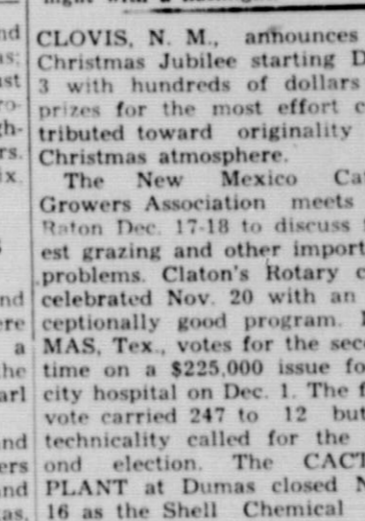 CLOVIS, N. M., announces
Christmas Jubilee starting D
3 with hundreds of dollars
prizes for the most effort c
tributed toward originality
Christmas atmosphere.
The New Mexico Ca
Growers Association meets
Raton Dec. 17-18 to discuss
est grazing and other import
problems. Claton's Rotary c
celebrated Nov. 20 with an
ceptionally good program.
MAS, Tex., votes for the sec
time on a $225,000 issue fo
city hospital on Dec. 1. The f
vote carried 247 to 12 but
technicality called for the
ond election. The CACT
PLANT at Dumas closed N
16 as the Shell Chemical